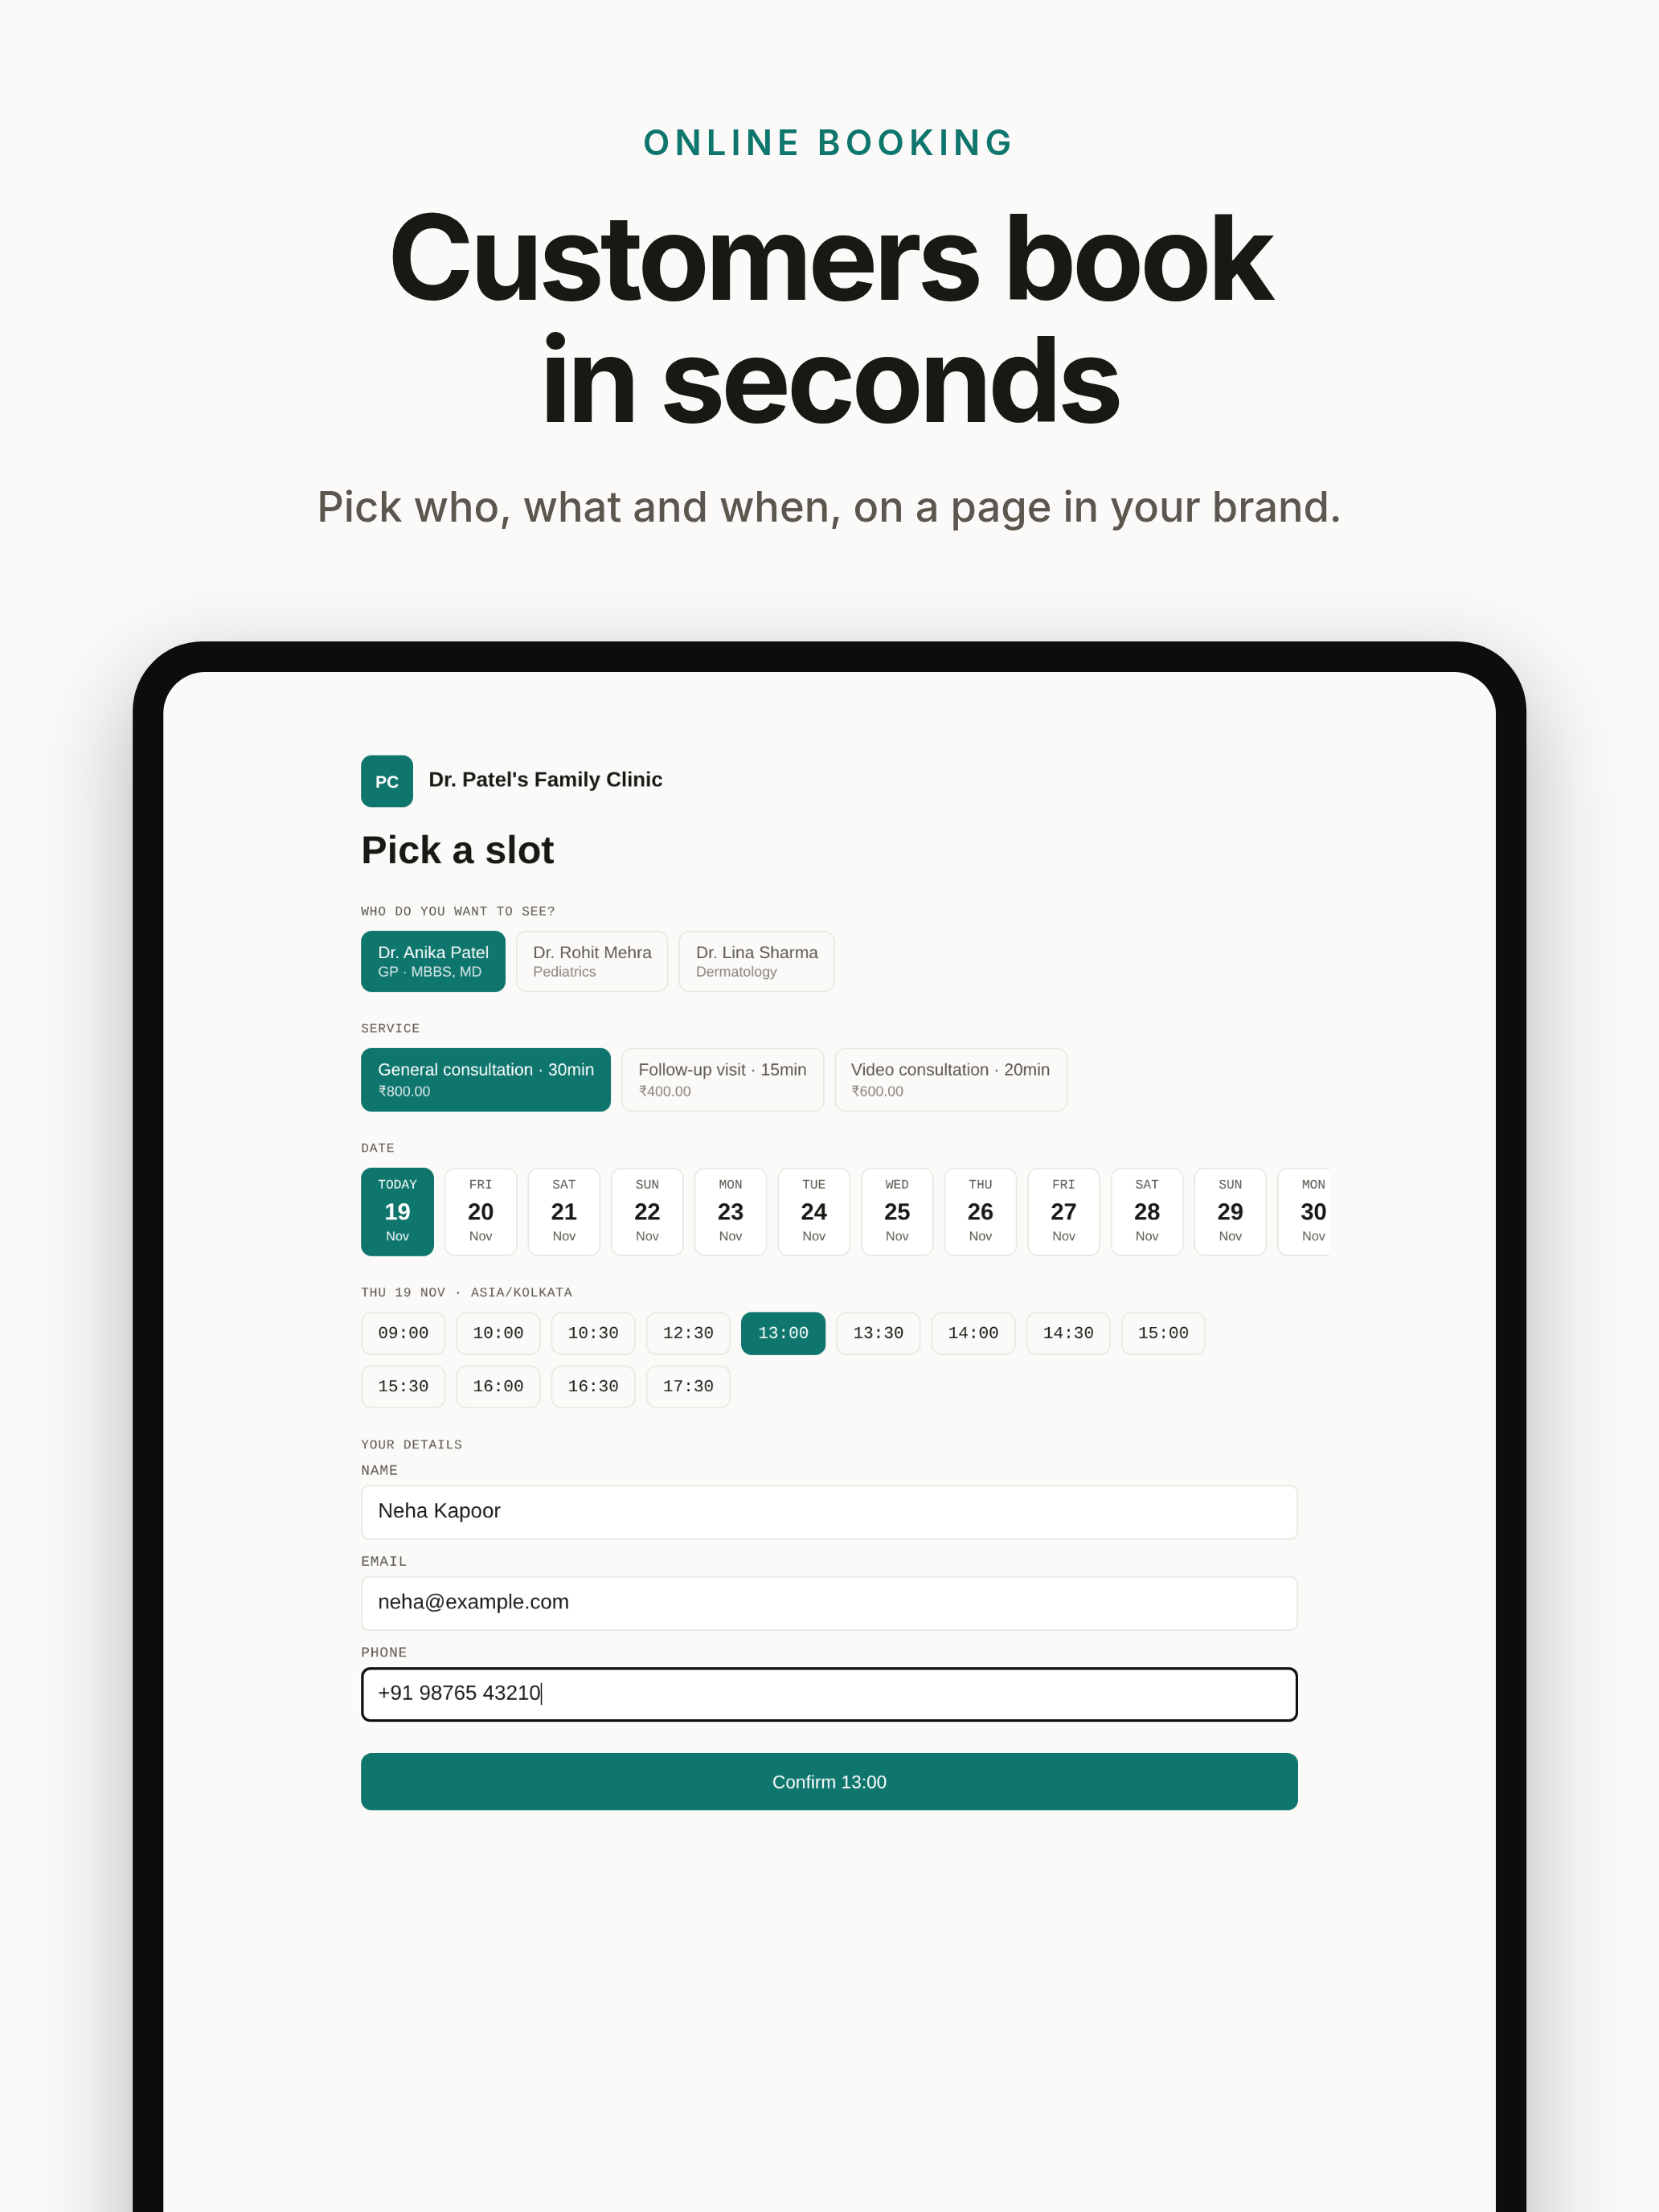 ONLINE BOOKING
Customers book
in seconds
Pick who, what and when, on a page in your brand.
PC Dr. Patel's Family Clinic
Pick a slot
WHO DO YOU WANT TO SEE?
Dr. Anika Patel Dr. Rohit Mehra Dr. Lina Sharma
GP · MBBS, MD Pediatrics Dermatology
SERVICE
General consultation · 30min Follow-up visit · 15min Video consultation · 20min
₹800.00 ₹400.00 ₹600.00
DATE
TODAY FRI SAT SUN MON TUE WED THU FRI SAT SUN MON
19 20 21 22 23 24 25 26 27 28 29 30
Nov Nov Nov Nov Nov Nov Nov Nov Nov Nov Nov Nov
THU 19 NOV · ASIA/KOLKATA
09:00 10:00 10:30 12:30 13:00 13:30 14:00 14:30 15:00
15:30 16:00 16:30 17:30
YOUR DETAILS
NAME
Neha Kapoor
EMAIL
neha@example.com
PHONE
+91 98765 43210
Confirm 13:00